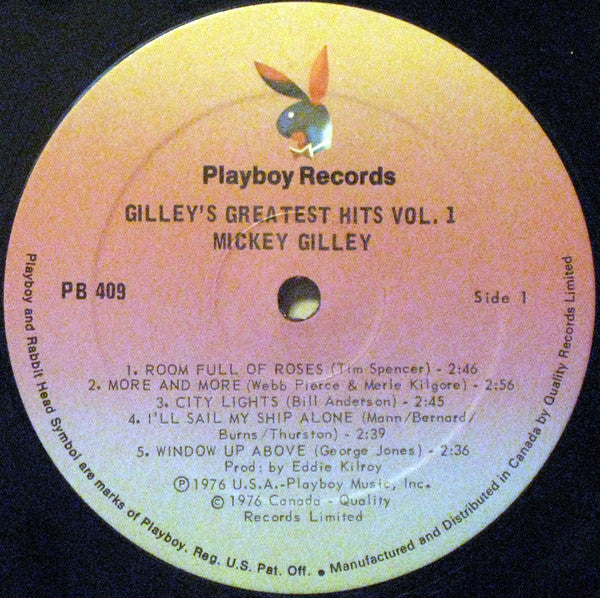 Playboy Records
GILLEY'S GREATEST HITS VOL. 1
MICKEY GILLEY
PB 409
Side 1
1. ROOM FULL OF ROSES (Tim Spencer) - 2:46
2. MORE AND MORE (Webb Pierce & Merle Kilgore) - 2:56
3. CITY LIGHTS (Bill Anderson) - 2:45
4. I'LL SAIL MY SHIP ALONE (Mann/Bernard/
Burns/Thurston) - 2:39
5. WINDOW UP ABOVE (George Jones) - 2:36
Prod: by Eddie Kilroy
Ⓟ 1976 U.S.A.-Playboy Music, Inc.
© 1976 Canada - Quality
Records Limited
Playboy and Rabbit Head Symbol are marks of Playboy. Reg. U.S. Pat. Off. • Manufactured and Distributed in Canada by Quality Records Limited